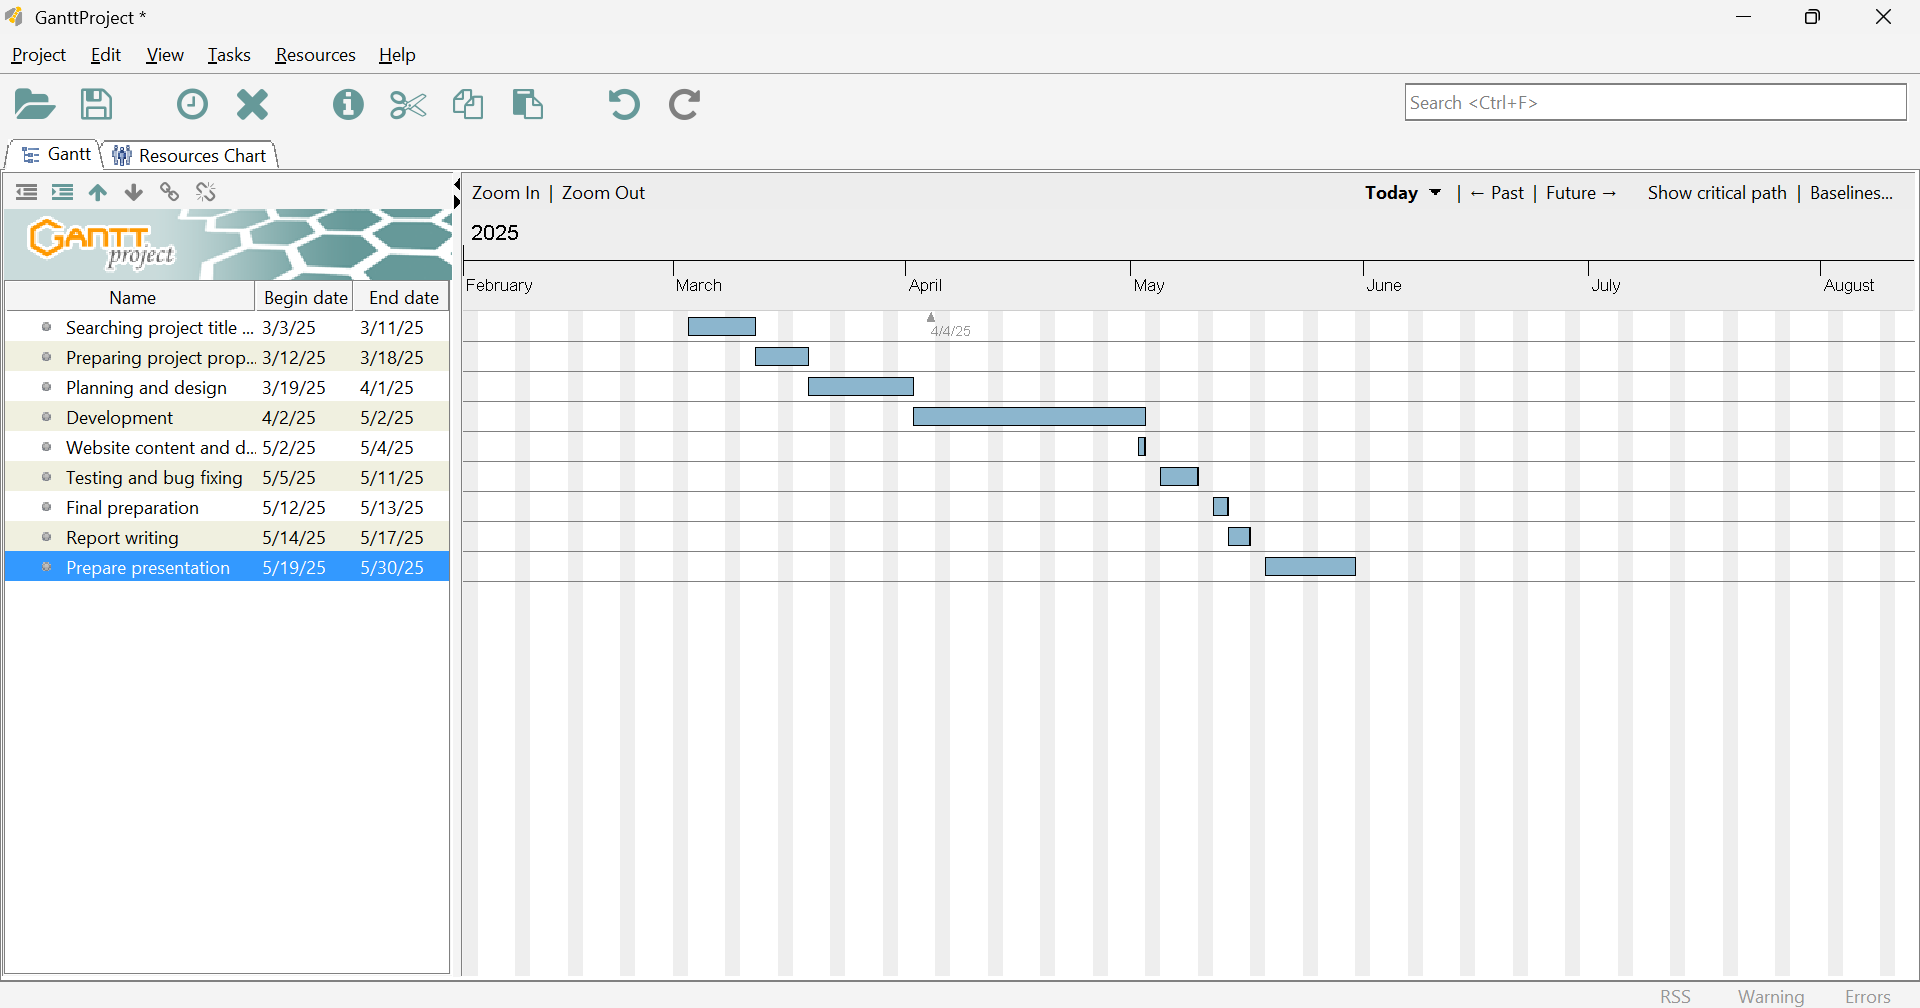 GanttProject *
Project Edit View Tasks Resources Help
Search <Ctrl+F>
Gantt Resources Chart
Zoom In | Zoom Out Today | ← Past | Future → Show critical path | Baselines...
GANTT project
2025
February March April May June July August
Name Begin date End date
Searching project title ... 3/3/25 3/11/25
4/4/25
Preparing project prop... 3/12/25 3/18/25
Planning and design 3/19/25 4/1/25
Development 4/2/25 5/2/25
Website content and d... 5/2/25 5/4/25
Testing and bug fixing 5/5/25 5/11/25
Final preparation 5/12/25 5/13/25
Report writing 5/14/25 5/17/25
Prepare presentation 5/19/25 5/30/25
RSS Warning Errors